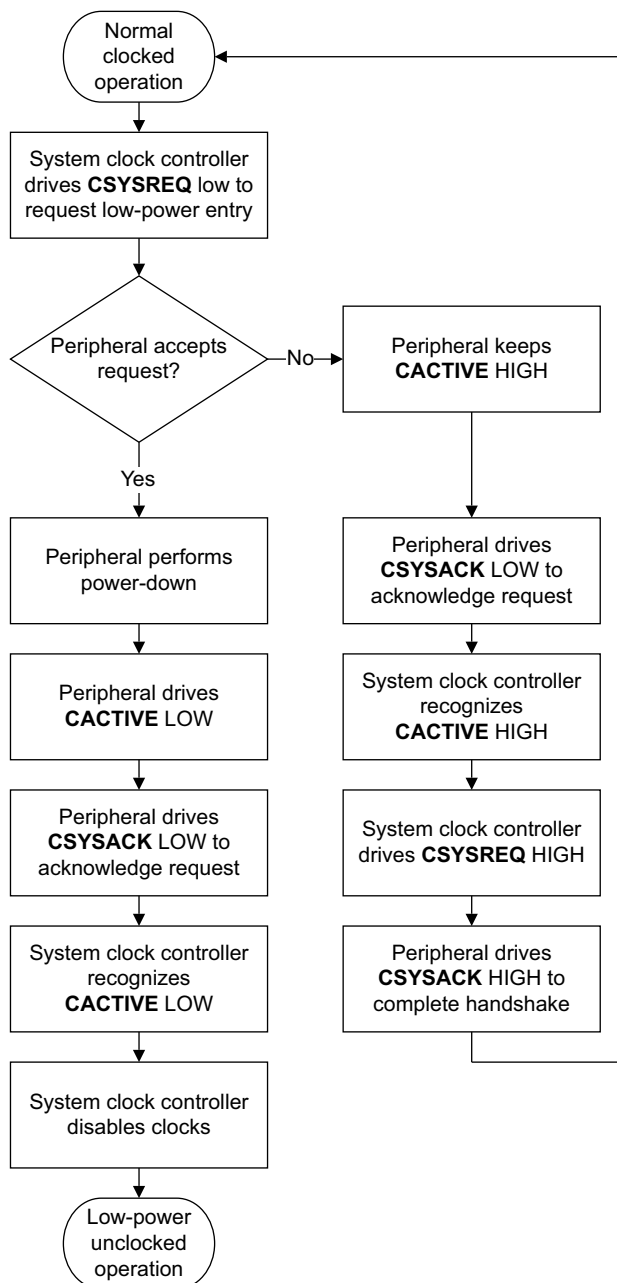 Normal
clocked
operation
System clock controller
drives CSYSREQ low to
request low-power entry
Peripheral accepts
request?
No
Peripheral keeps
CACTIVE HIGH
Yes
Peripheral performs
power-down
Peripheral drives
CACTIVE LOW
Peripheral drives
CSYSACK LOW to
acknowledge request
System clock controller
recognizes
CACTIVE LOW
System clock controller
disables clocks
Low-power
unclocked
operation
Peripheral drives
CSYSACK LOW to
acknowledge request
System clock controller
recognizes
CACTIVE HIGH
System clock controller
drives CSYSREQ HIGH
Peripheral drives
CSYSACK HIGH to
complete handshake